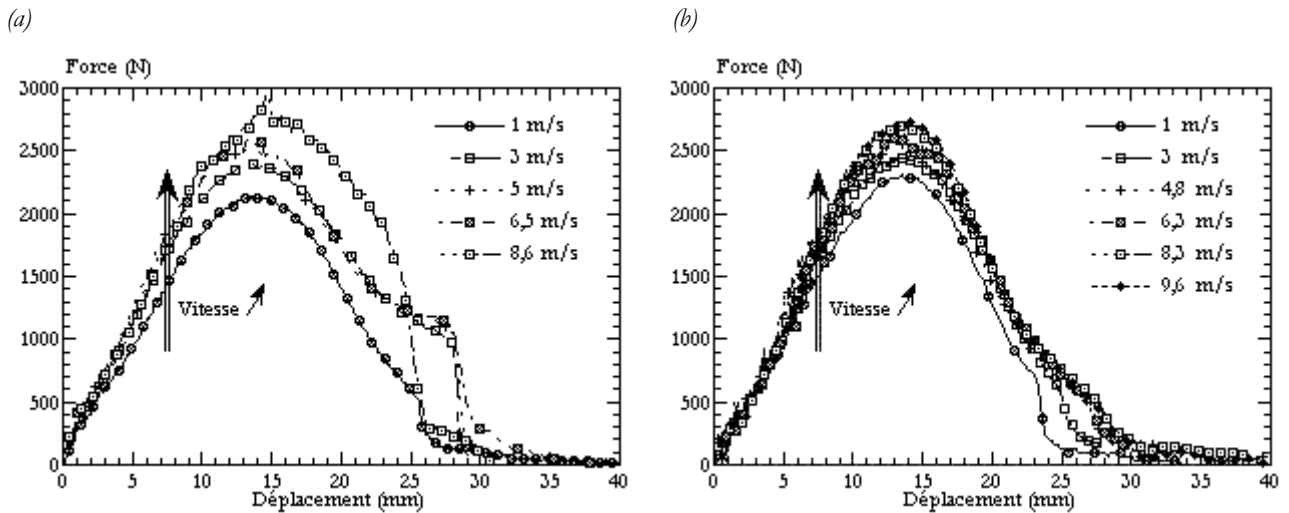 (a)
Force (N)
3000
2500
2000
1500
1000
500
0
1 m/s
3 m/s
5 m/s
6,5 m/s
8,6 m/s
Vitesse
0 5 10 15 20 25 30 35 40
Déplacement (mm)
(b)
Force (N)
3000
2500
2000
1500
1000
500
0
1 m/s
3 m/s
4,8 m/s
6,3 m/s
8,3 m/s
9,6 m/s
Vitesse
0 5 10 15 20 25 30 35 40
Déplacement (mm)